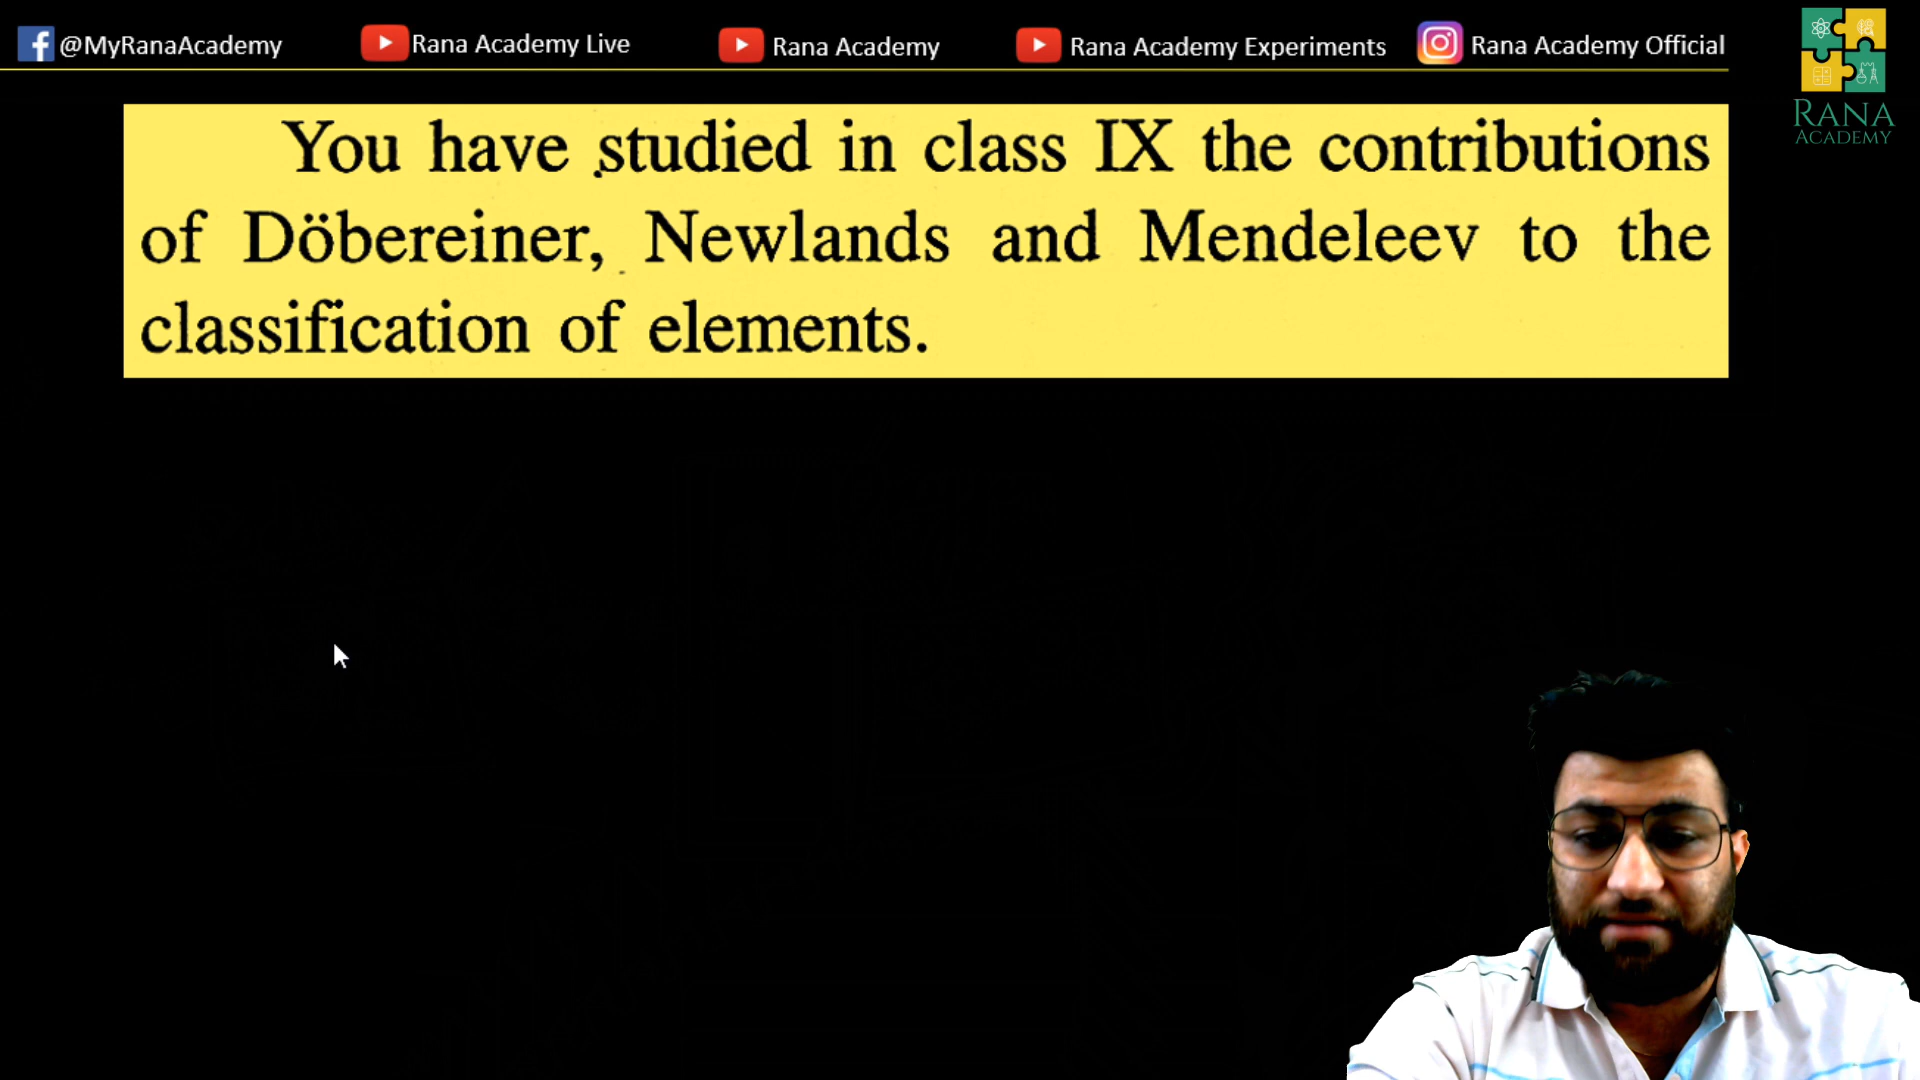 @MyRanaAcademy Rana Academy Live Rana Academy Rana Academy Experiments Rana Academy Official
RANA
ACADEMY
You have studied in class IX the contributions
of Döbereiner, Newlands and Mendeleev to the
classification of elements.